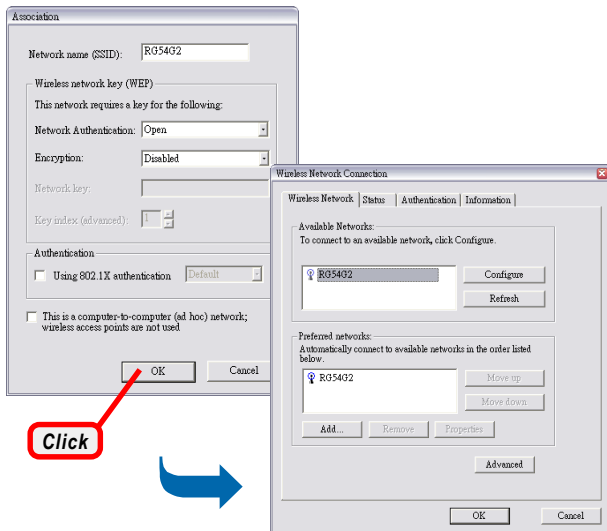 Association
Network name (SSID): RG54G2
Wireless network key (WEP)
This network requires a key for the following:
Network Authentication: Open
Encryption: Disabled
Network key:
Key index (advanced): 1
Authentication
Using 802.1X authentication Default
This is a computer-to-computer (ad hoc) network;
wireless access points are not used
OK Cancel
Click
Wireless Network Connection
Wireless Network Status Authentication Information
Available Networks:
To connect to an available network, click Configure.
RG54G2
Configure
Refresh
Preferred networks:
Automatically connect to available networks in the order listed
below.
RG54G2
Move up
Move down
Add... Remove Properties
Advanced
OK Cancel